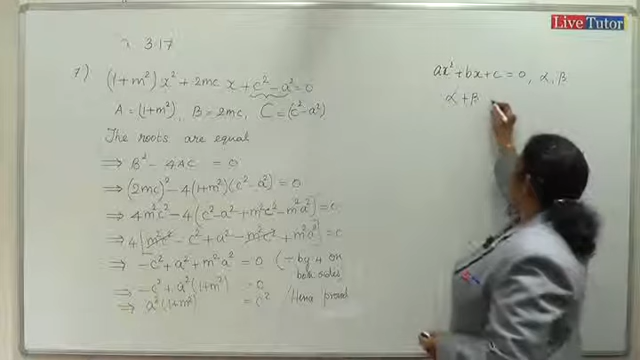 Live Tutor
3.17
7) (1+m²)x² + 2mc x + c² - a² = 0
A = (1+m²), B = 2mc, C = (c² - a²)
The roots are equal
⇒ B² - 4AC = 0
⇒ (2mc)² - 4(1+m²)(c² - a²) = 0
⇒ 4m²c² - 4(c² - a² + m²c² - m²a²) = 0
⇒ 4[m²c² - c² + a² - m²c² + m²a²] = 0
⇒ -c² + a² + m²a² = 0 (÷ by 4 on
both sides)
⇒ -c² + a²(1+m²) = 0
⇒ a²(1+m²) = c² Hence proved
ax² + bx + c = 0, α, β
α + β